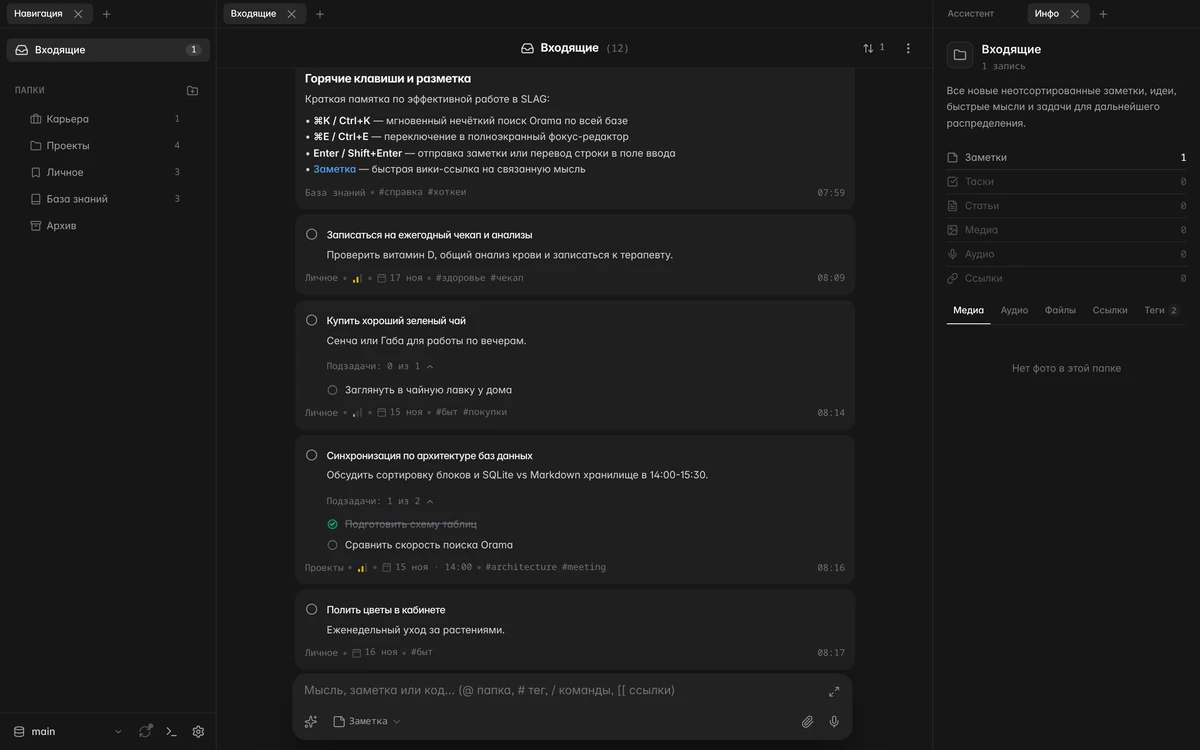 Навигация
Входящие
Ассистент
Инфо
Входящие 1
ПАПКИ
Карьера 1
Проекты 4
Личное 3
База знаний 3
Архив
main
Входящие (12)
1
Горячие клавиши и разметка
Краткая памятка по эффективной работе в SLAG:
• ⌘K / Ctrl+K — мгновенный нечёткий поиск Orama по всей базе
• ⌘E / Ctrl+E — переключение в полноэкранный фокус-редактор
• Enter / Shift+Enter — отправка заметки или перевод строки в поле ввода
• Заметка — быстрая вики-ссылка на связанную мысль
База знаний • #справка #хоткеи 07:59
Записаться на ежегодный чекап и анализы
Проверить витамин D, общий анализ крови и записаться к терапевту.
Личное • • 17 ноя • #здоровье #чекап 08:09
Купить хороший зеленый чай
Сенча или Габа для работы по вечерам.
Подзадачи: 0 из 1
Заглянуть в чайную лавку у дома
Личное • • 15 ноя • #быт #покупки 08:14
Синхронизация по архитектуре баз данных
Обсудить сортировку блоков и SQLite vs Markdown хранилище в 14:00-15:30.
Подзадачи: 1 из 2
Подготовить схему таблиц
Сравнить скорость поиска Orama
Проекты • • 15 ноя · 14:00 • #architecture #meeting 08:16
Полить цветы в кабинете
Еженедельный уход за растениями.
Личное • 16 ноя • #быт 08:17
Мысль, заметка или код... (@ папка, # тег, / команды, [[ ссылки)
Заметка
Входящие
1 запись
Все новые неотсортированные заметки, идеи,
быстрые мысли и задачи для дальнейшего
распределения.
Заметки 1
Таски 0
Статьи 0
Медиа 0
Аудио 0
Ссылки 0
Медиа Аудио Файлы Ссылки Теги 2
Нет фото в этой папке